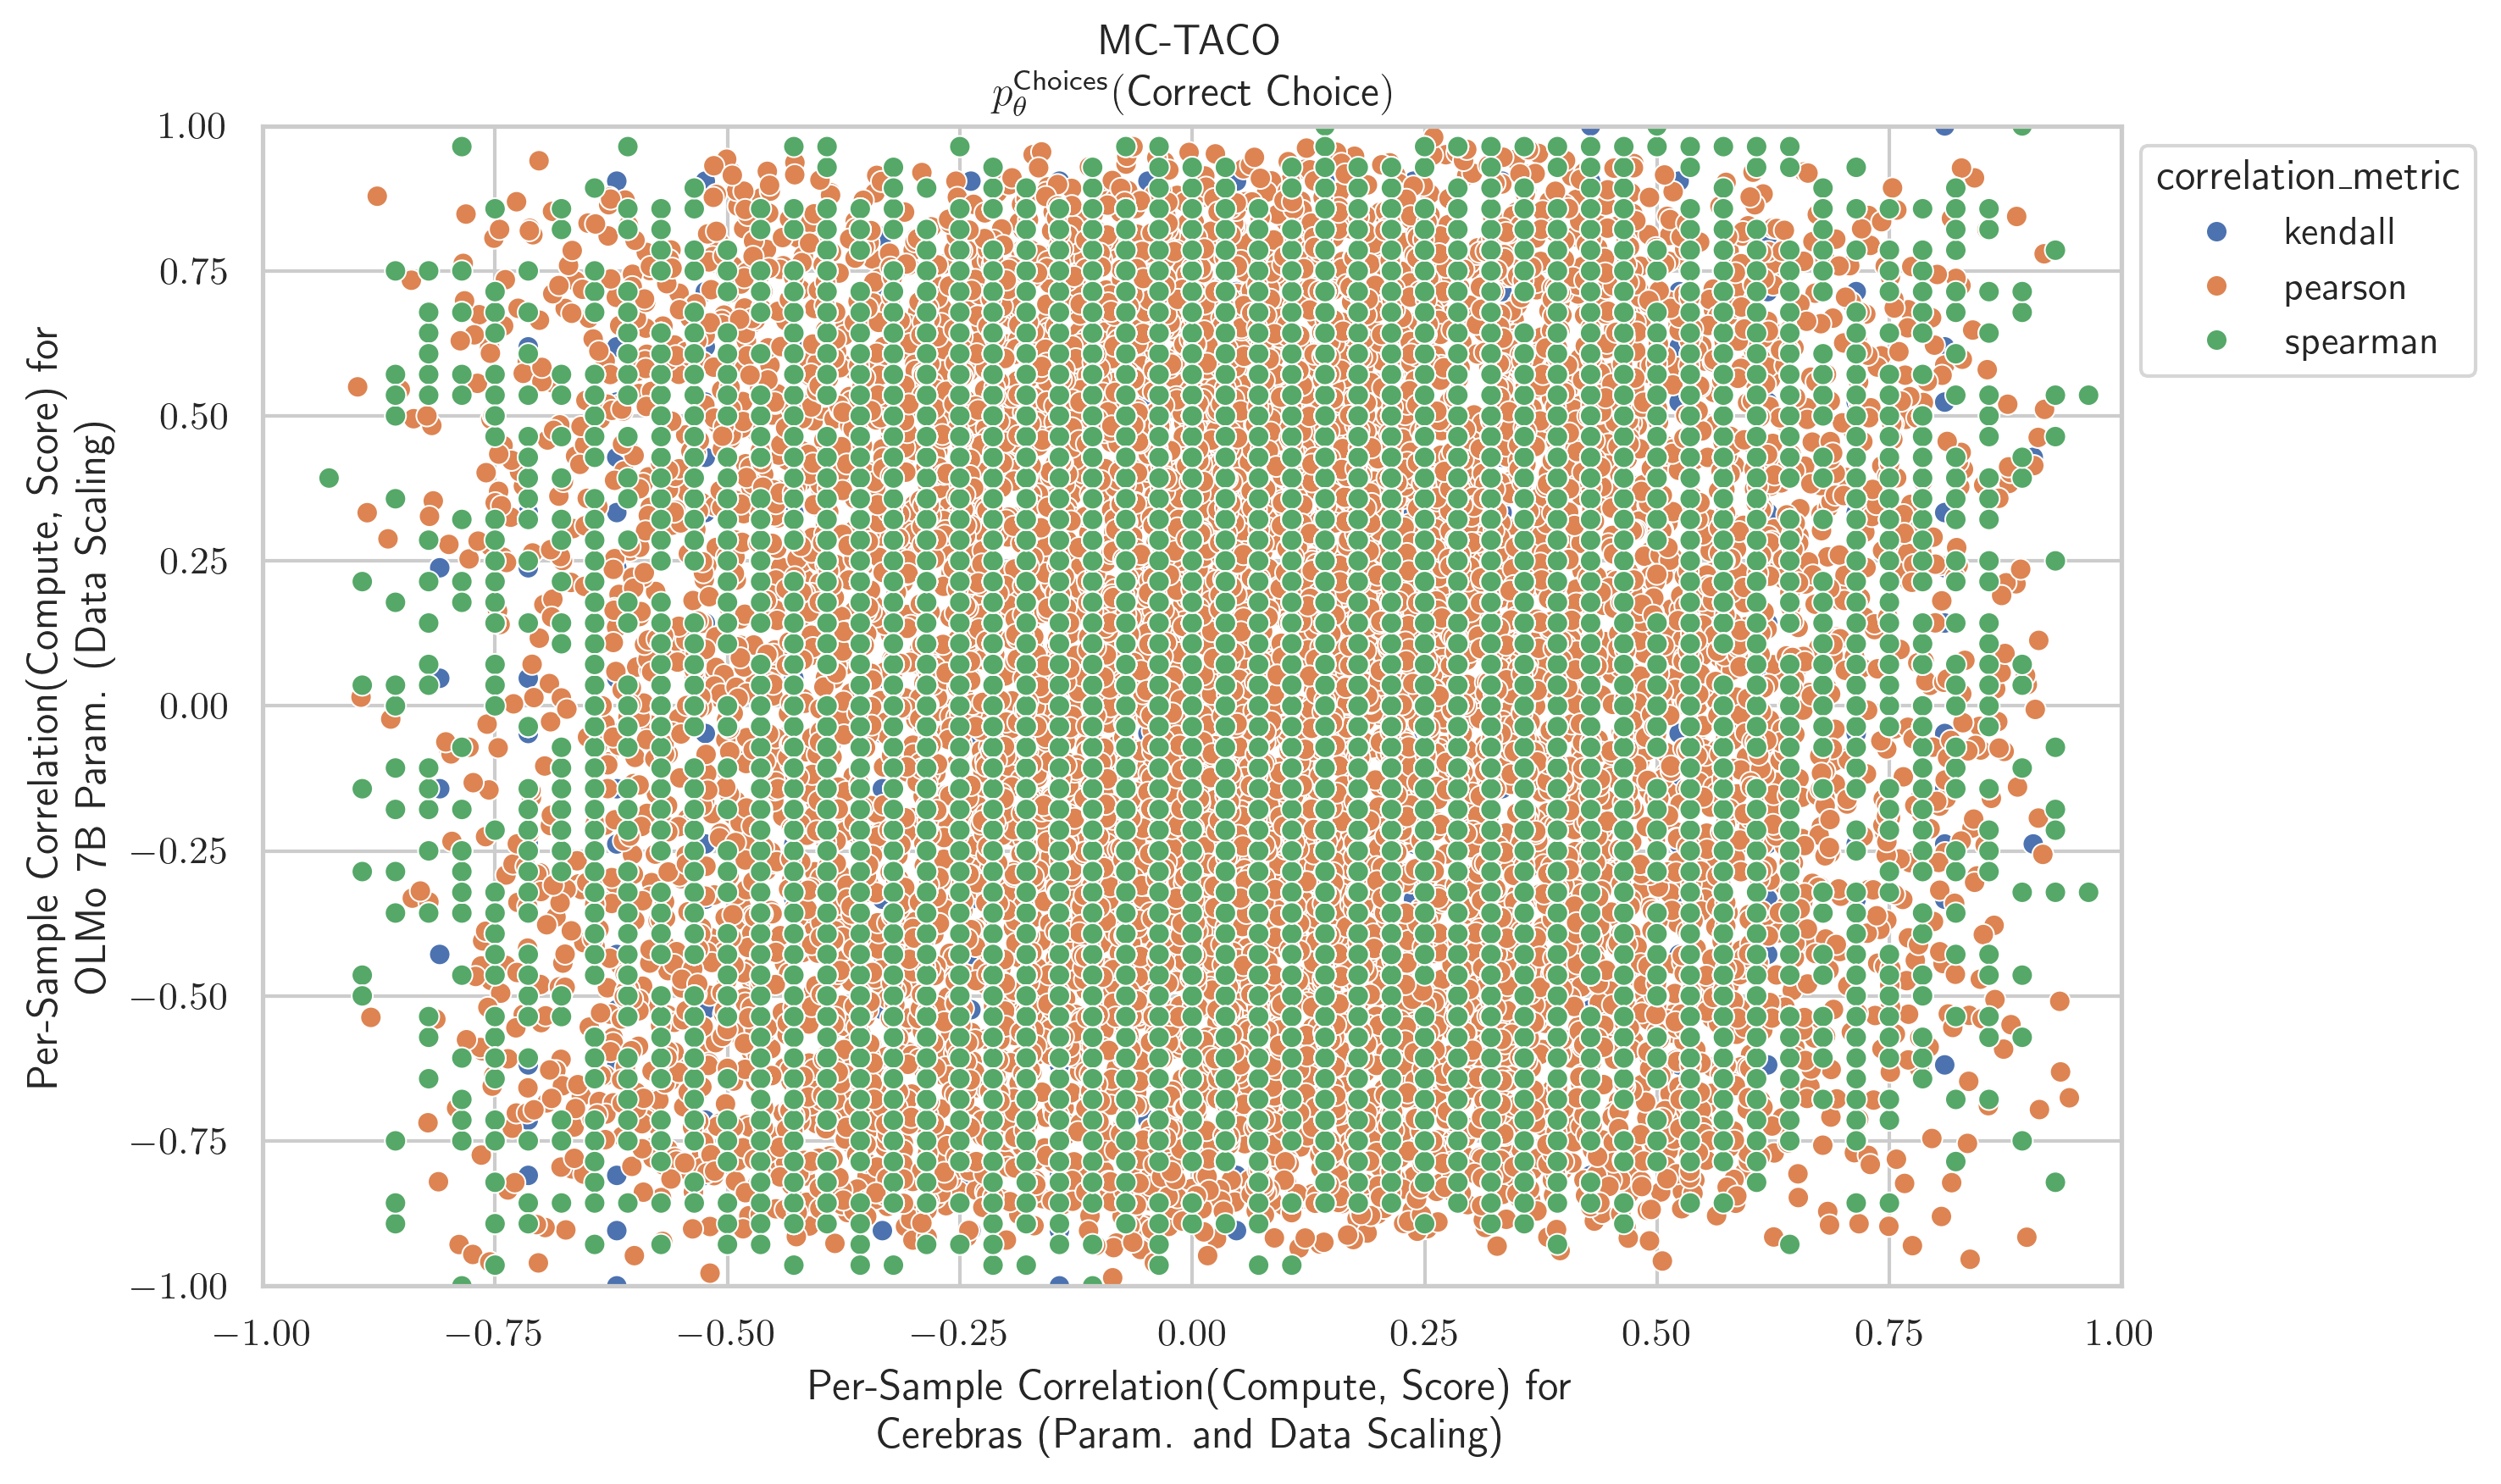 MC-TACO
p_θ^Choices(Correct Choice)
Per-Sample Correlation(Compute, Score) for
OLMo 7B Param. (Data Scaling)
1.00
0.75
0.50
0.25
0.00
−0.25
−0.50
−0.75
−1.00
−1.00 −0.75 −0.50 −0.25 0.00 0.25 0.50 0.75 1.00
Per-Sample Correlation(Compute, Score) for
Cerebras (Param. and Data Scaling)
correlation_metric
kendall
pearson
spearman